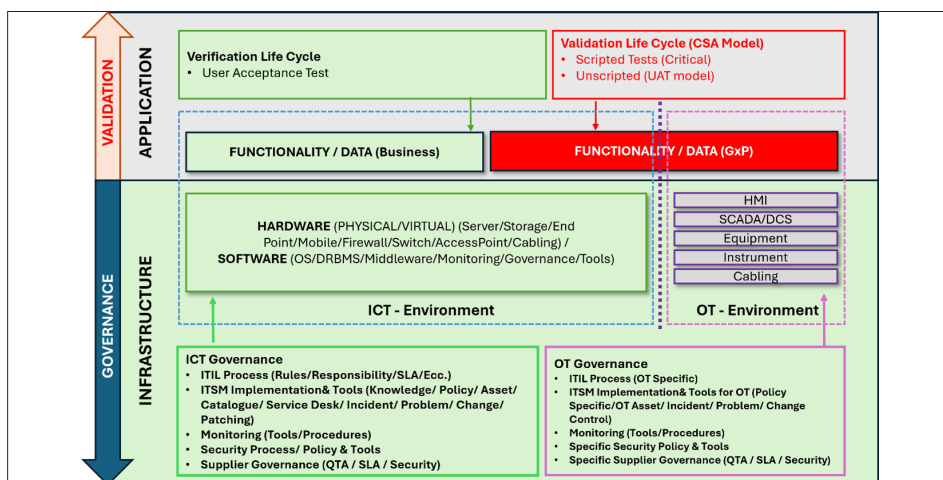 VALIDATION
APPLICATION
Verification Life Cycle
• User Acceptance Test
Validation Life Cycle (CSA Model)
• Scripted Tests (Critical)
• Unscripted (UAT model)
FUNCTIONALITY / DATA (Business)
FUNCTIONALITY / DATA (GxP)
GOVERNANCE
INFRASTRUCTURE
HARDWARE (PHYSICAL/VIRTUAL) (Server/Storage/End
Point/Mobile/Firewall/Switch/AccessPoint/Cabling) /
SOFTWARE (OS/DRBMS/Middleware/Monitoring/Governance/Tools)
HMI
SCADA/DCS
Equipment
Instrument
Cabling
ICT - Environment
OT - Environment
ICT Governance
• ITIL Process (Rules/Responsibility/SLA/Ecc.)
• ITSM Implementation& Tools (Knowledge/ Policy/ Asset/
Catalogue/ Service Desk/ Incident/ Problem/ Change/
Patching)
• Monitoring (Tools/Procedures)
• Security Process/ Policy & Tools
• Supplier Governance (QTA / SLA / Security)
OT Governance
• ITIL Process (OT Specific)
• ITSM Implementation& Tools for OT (Policy
Specific/OT Asset/ Incident/ Problem/ Change
Control)
• Monitoring (Tools/Procedures)
• Specific Security Policy & Tools
• Specific Supplier Governance (QTA / SLA / Security)